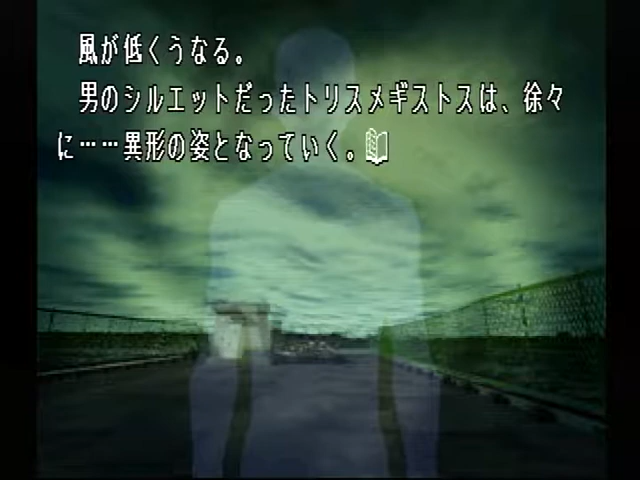 風が低くうなる。
男のシルエットだったトリスメギストスは、徐々
に……異形の姿となっていく。